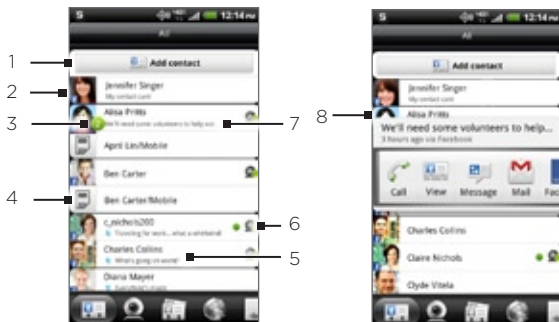 12:14 PM
All
1
Add contact
2
Jennifer Singer
My contact card
Alisa Pritts
3
We'll need some volunteers to help out
7
April Lin/Mobile
Ben Carter
4
Ben Carter/Mobile
c_nichols200
6
Traveling for work... what a whirlwind!
Charles Collins
What's going on world?
5
Diana Mayer
Everything's magic
12:14 PM
All
Add contact
Jennifer Singer
My contact card
8
Alisa Pritts
We'll need some volunteers to help...
3 hours ago via Facebook
Call
View
Message
Mail
Charles Collins
Claire Nichols
Clyde Vitela